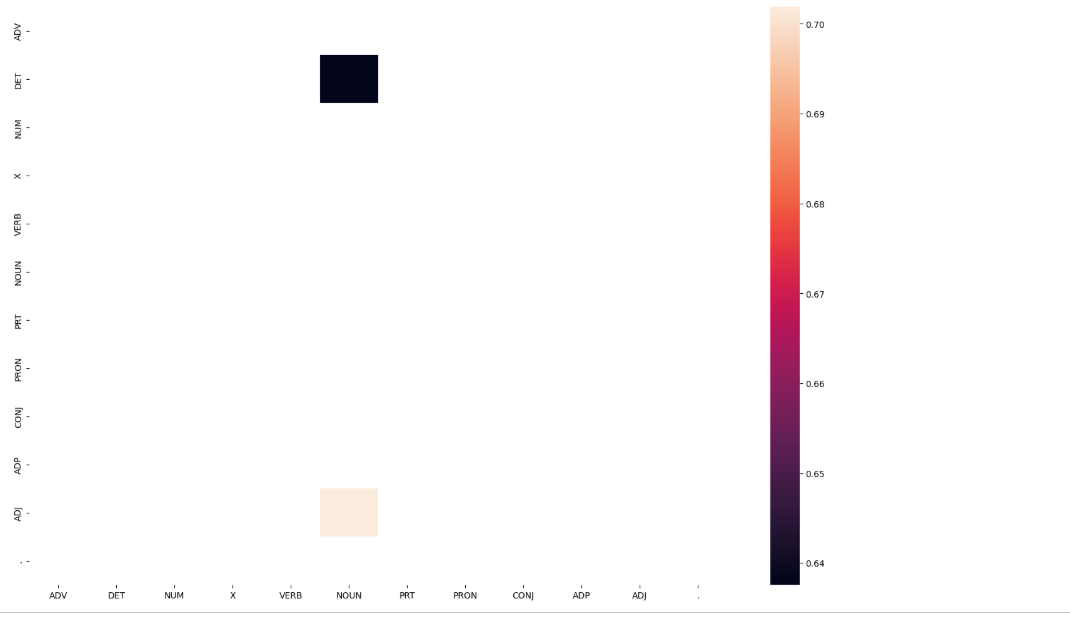 ADV
DET
NUM
X
VERB
NOUN
PRT
PRON
CONJ
ADP
ADJ
.
ADV DET NUM X VERB NOUN PRT PRON CONJ ADP ADJ .
0.70
0.69
0.68
0.67
0.66
0.65
0.64